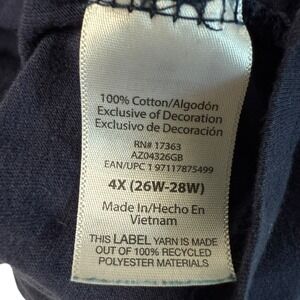 100% Cotton/Algodón
Exclusive of Decoration
Exclusivo de Decoración
RN# 17363
AZ04326GB
EAN/UPC 1 97117875499
4X (26W-28W)
Made In/Hecho En
Vietnam
THIS LABEL YARN IS MADE
OUT OF 100% RECYCLED
POLYESTER MATERIALS